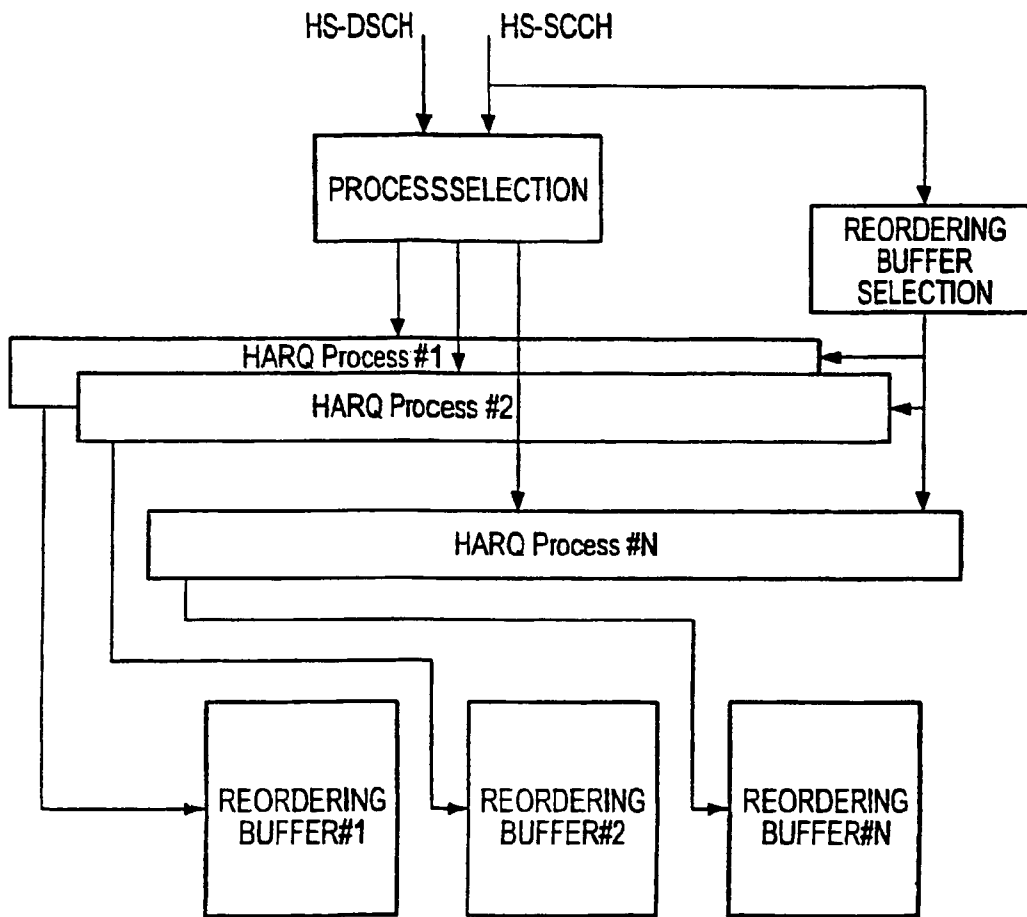 HS-DSCH
HS-SCCH
PROCESSSELECTION
REORDERING
BUFFER
SELECTION
HARQ Process #1
HARQ Process #2
HARQ Process #N
REORDERING
BUFFER#1
REORDERING
BUFFER#2
REORDERING
BUFFER#N